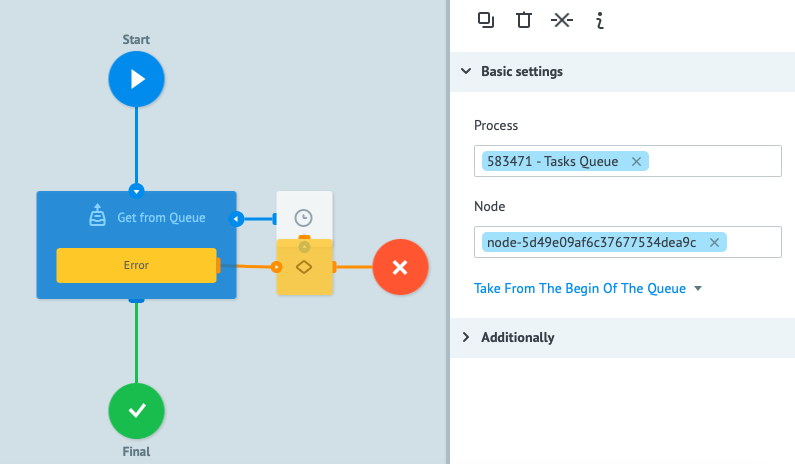 Start
Get from Queue
Error
Final
Basic settings
Process
583471 - Tasks Queue
Node
node-5d49e09af6c37677534dea9c
Take From The Begin Of The Queue
Additionally